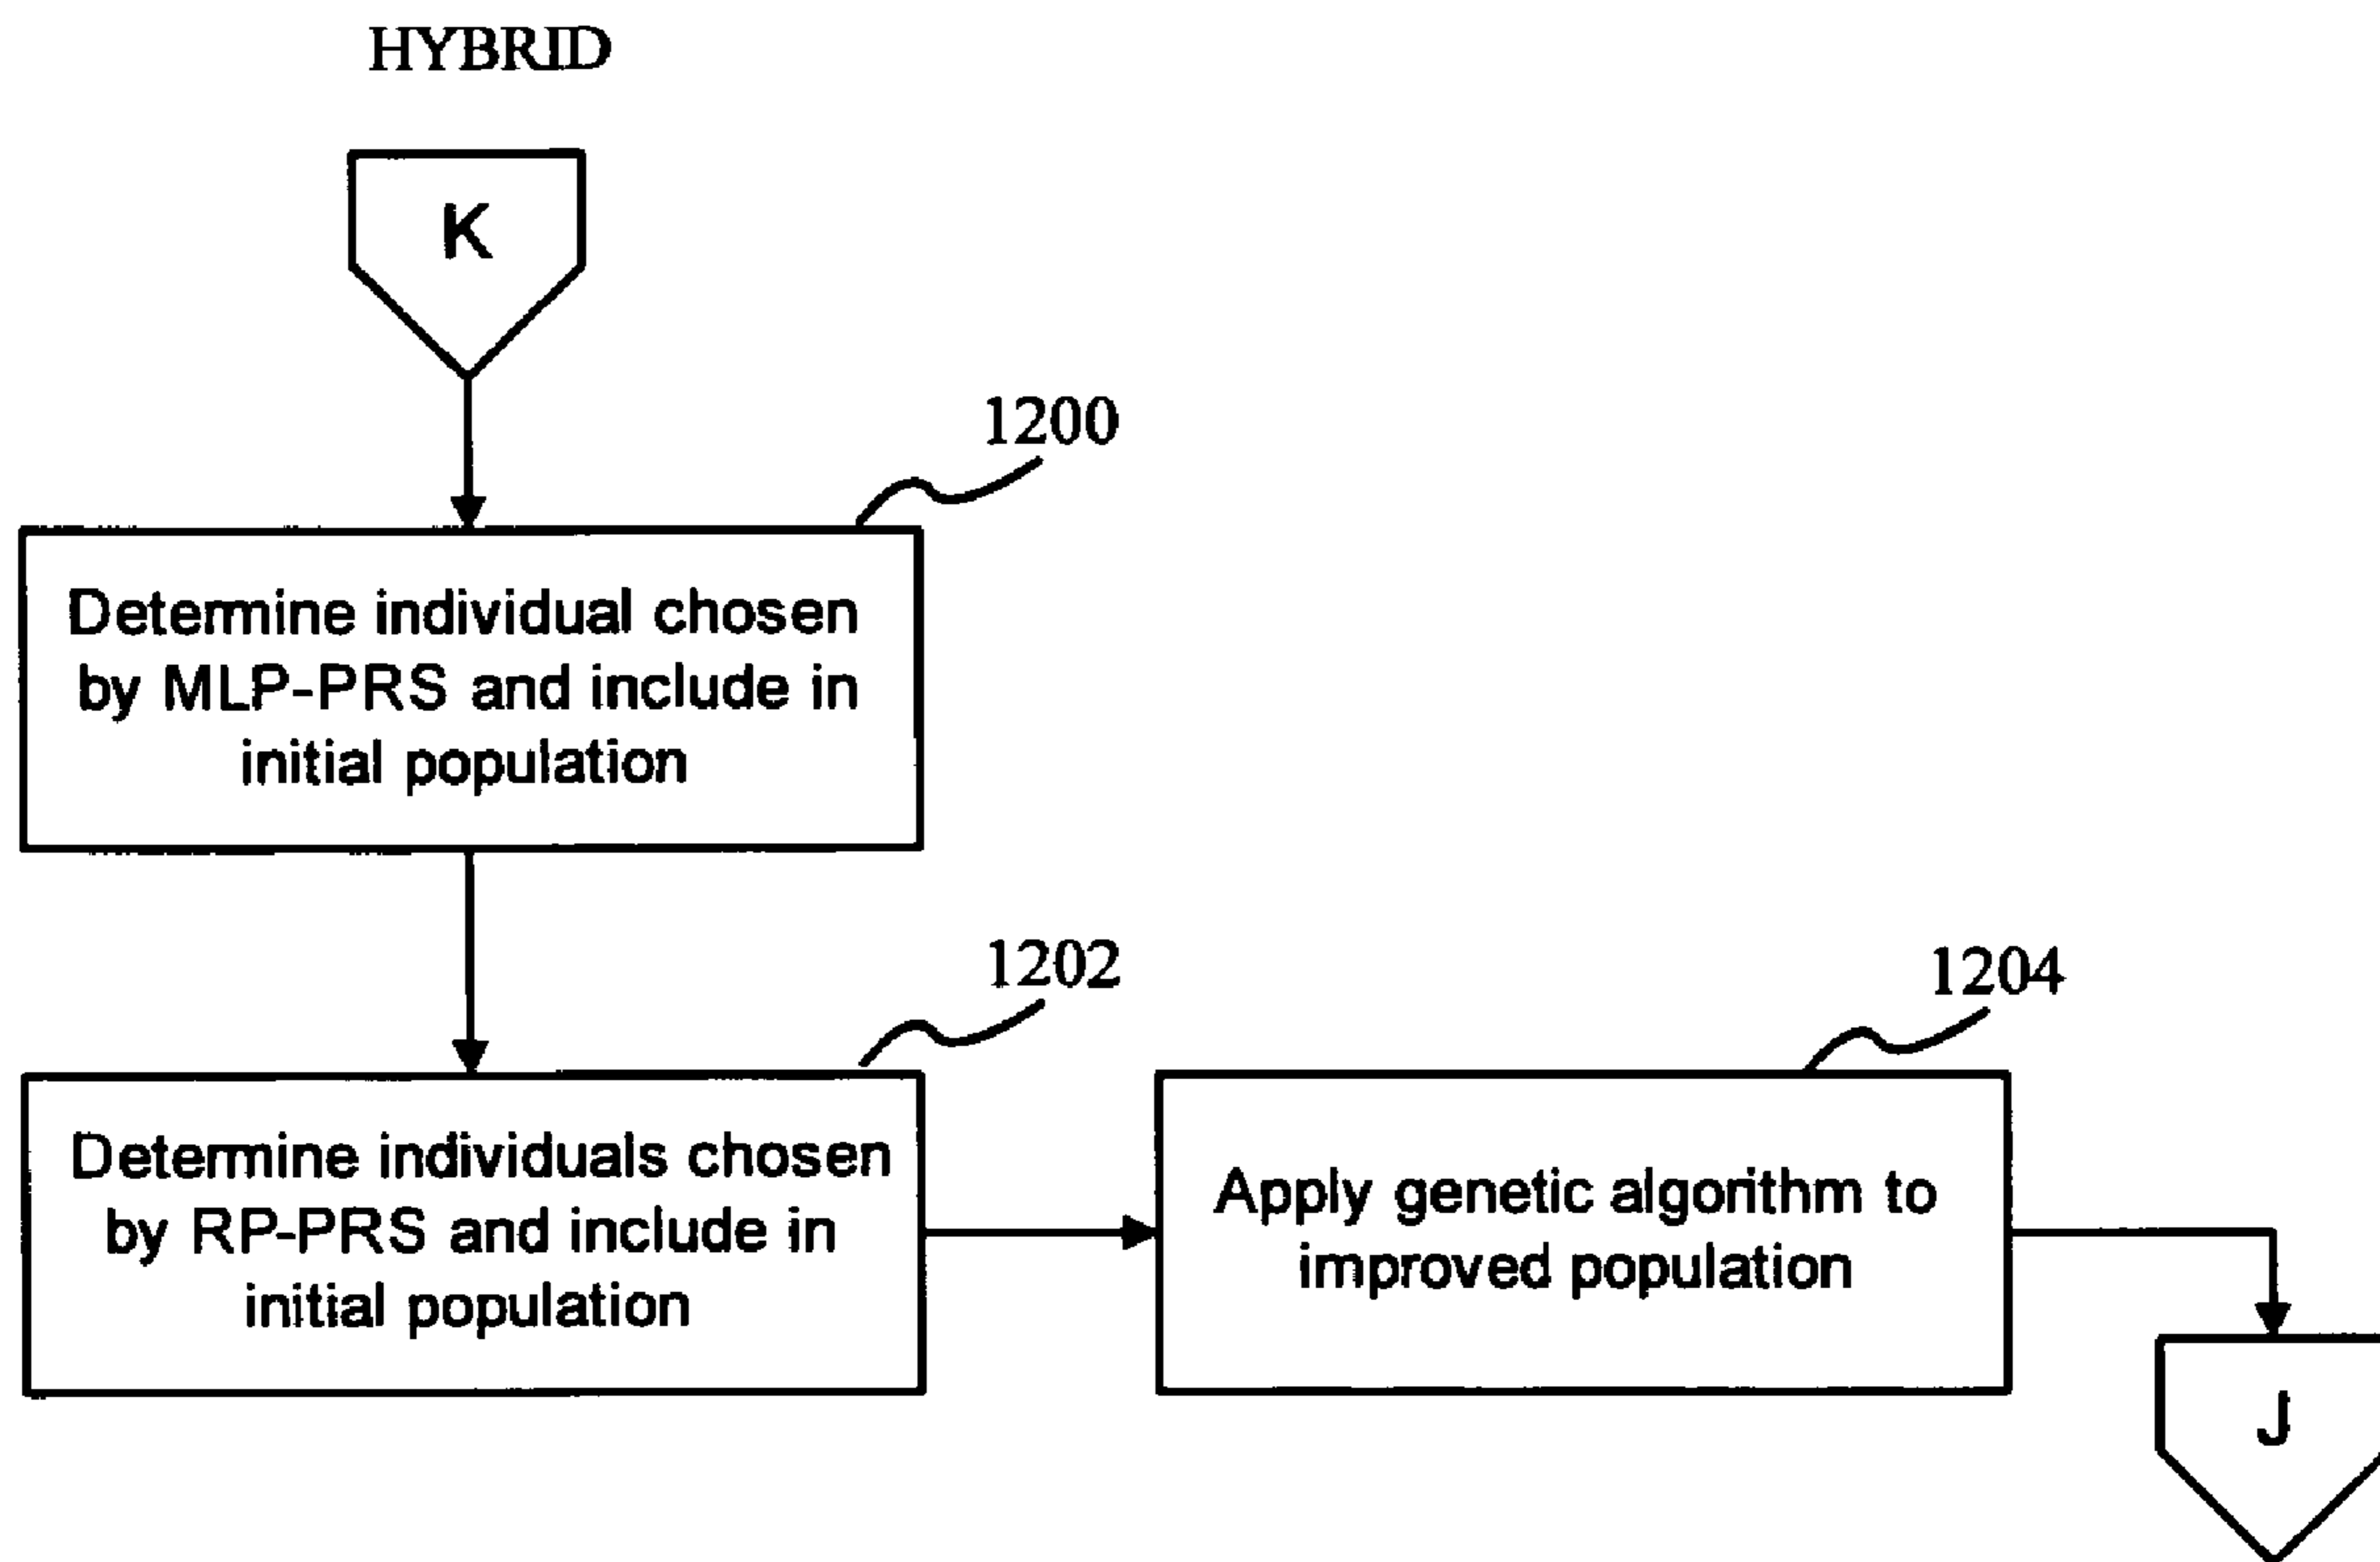 HYBRID
K
1200
Determine individual chosen
by MLP-PRS and include in
initial population
1202
Determine individuals chosen
by RP-PRS and include in
initial population
1204
Apply genetic algorithm to
improved population
J